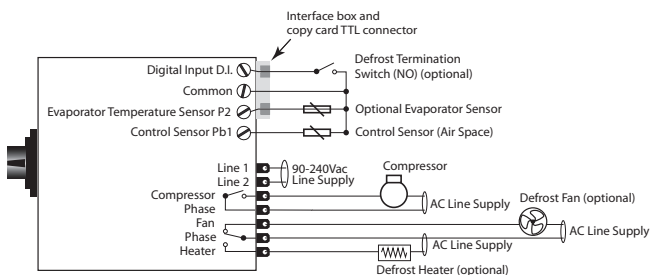 Interface box and
copy card TTL connector
Digital Input D.I.
Defrost Termination
Switch (NO) (optional)
Common
Evaporator Temperature Sensor P2
Optional Evaporator Sensor
Control Sensor Pb1
Control Sensor (Air Space)
Line 1
90-240Vac
Line 2
Line Supply
Compressor
Compressor
Phase
AC Line Supply
Defrost Fan (optional)
Fan
Phase
AC Line Supply
Heater
AC Line Supply
Defrost Heater (optional)